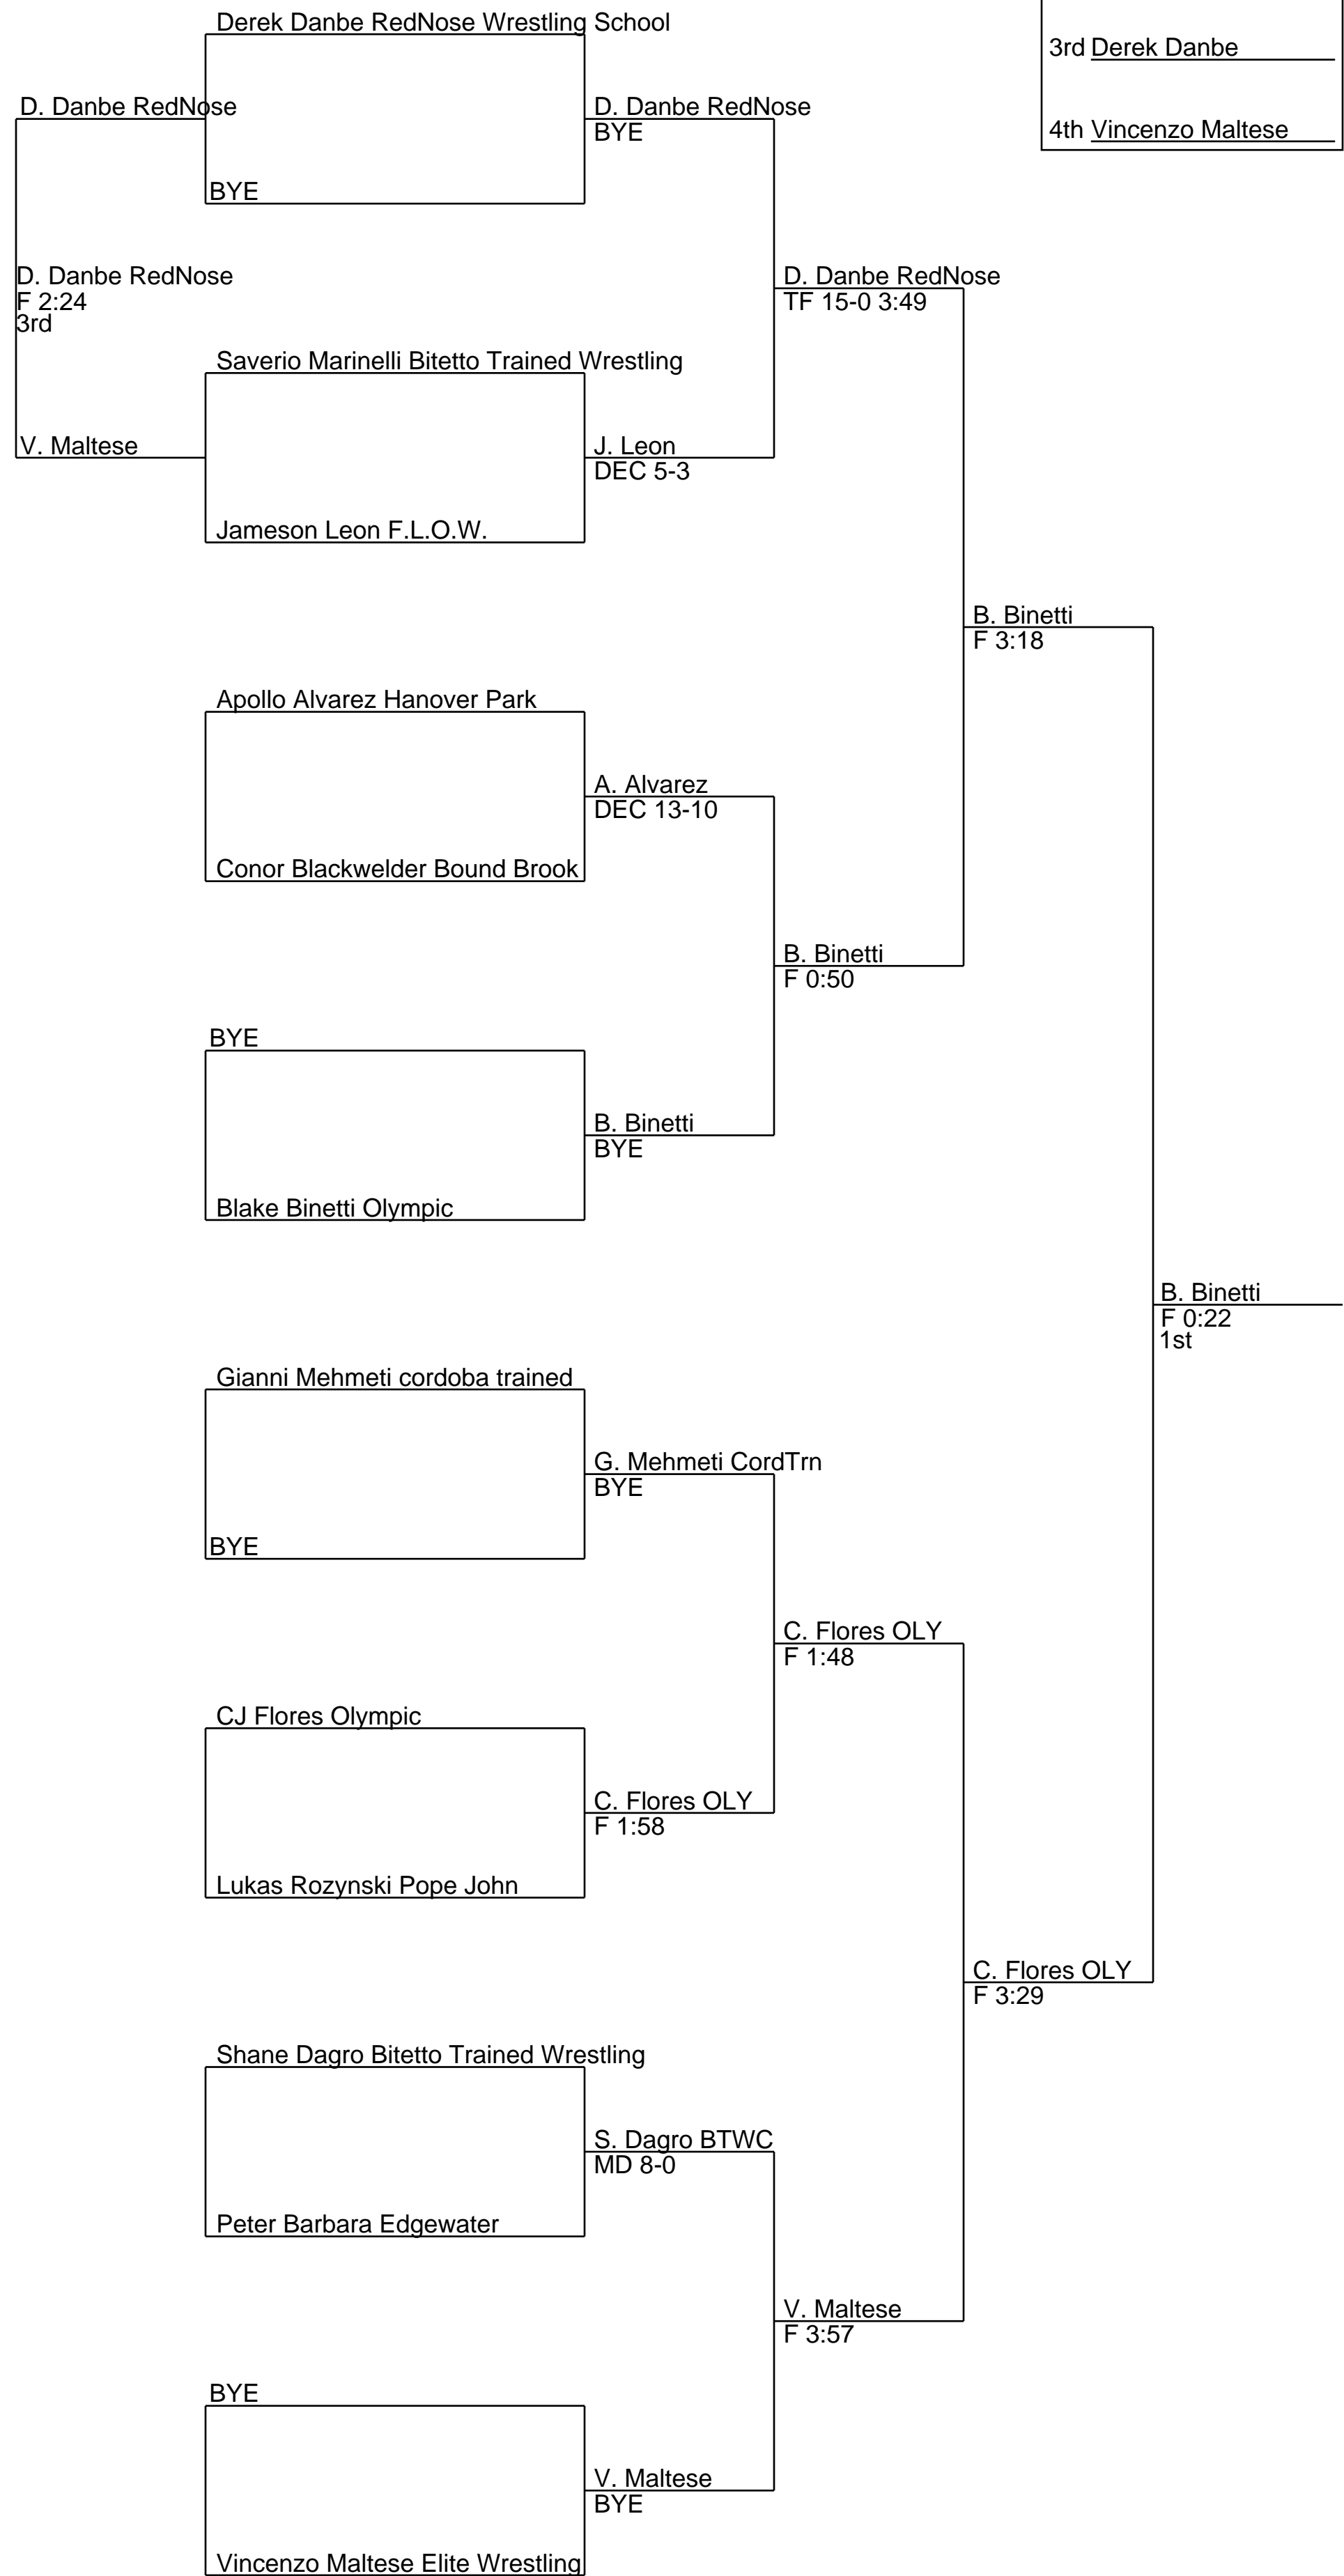 Derek Danbe RedNose Wrestling School
3rd Derek Danbe
D. Danbe RedNose
D. Danbe RedNose
BYE
4th Vincenzo Maltese
BYE
D. Danbe RedNose
F 2:24
3rd
D. Danbe RedNose
TF 15-0 3:49
Saverio Marinelli Bitetto Trained Wrestling
V. Maltese
J. Leon
DEC 5-3
Jameson Leon F.L.O.W.
B. Binetti
F 3:18
Apollo Alvarez Hanover Park
A. Alvarez
DEC 13-10
Conor Blackwelder Bound Brook
B. Binetti
F 0:50
BYE
B. Binetti
BYE
Blake Binetti Olympic
B. Binetti
F 0:22
1st
Gianni Mehmeti cordoba trained
G. Mehmeti CordTrn
BYE
BYE
C. Flores OLY
F 1:48
CJ Flores Olympic
C. Flores OLY
F 1:58
Lukas Rozynski Pope John
C. Flores OLY
F 3:29
Shane Dagro Bitetto Trained Wrestling
S. Dagro BTWC
MD 8-0
Peter Barbara Edgewater
V. Maltese
F 3:57
BYE
V. Maltese
BYE
Vincenzo Maltese Elite Wrestling